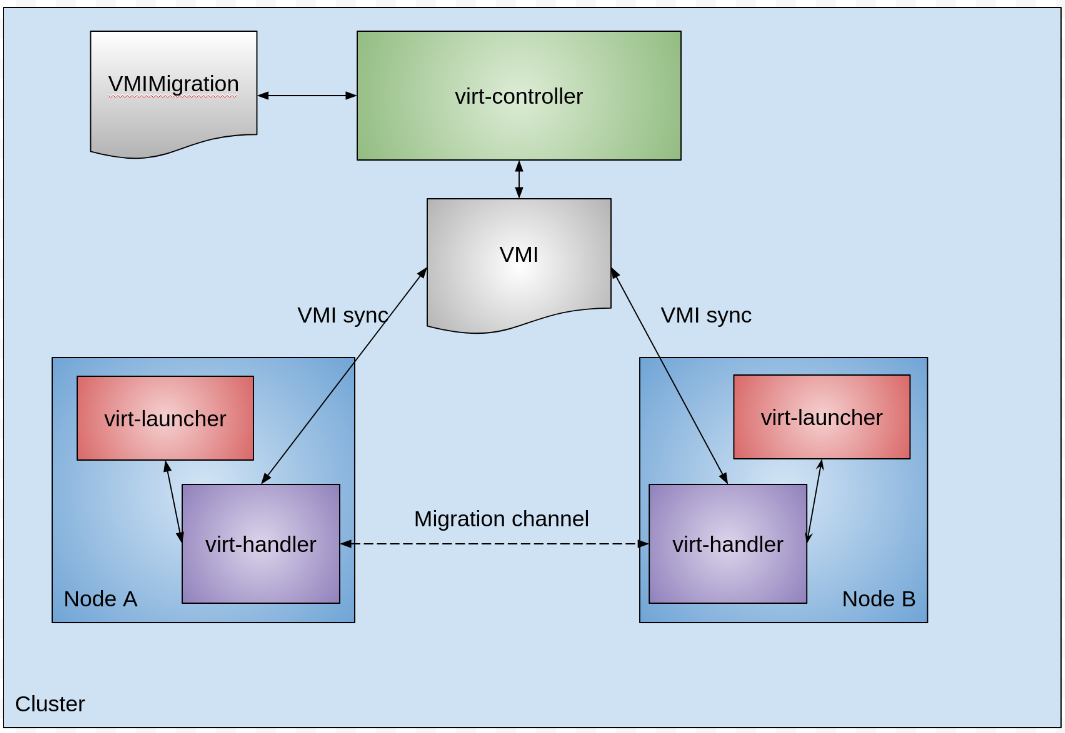 VMIMigration
virt-controller
VMI
VMI sync
VMI sync
virt-launcher
virt-launcher
Migration channel
virt-handler
virt-handler
Node A
Node B
Cluster